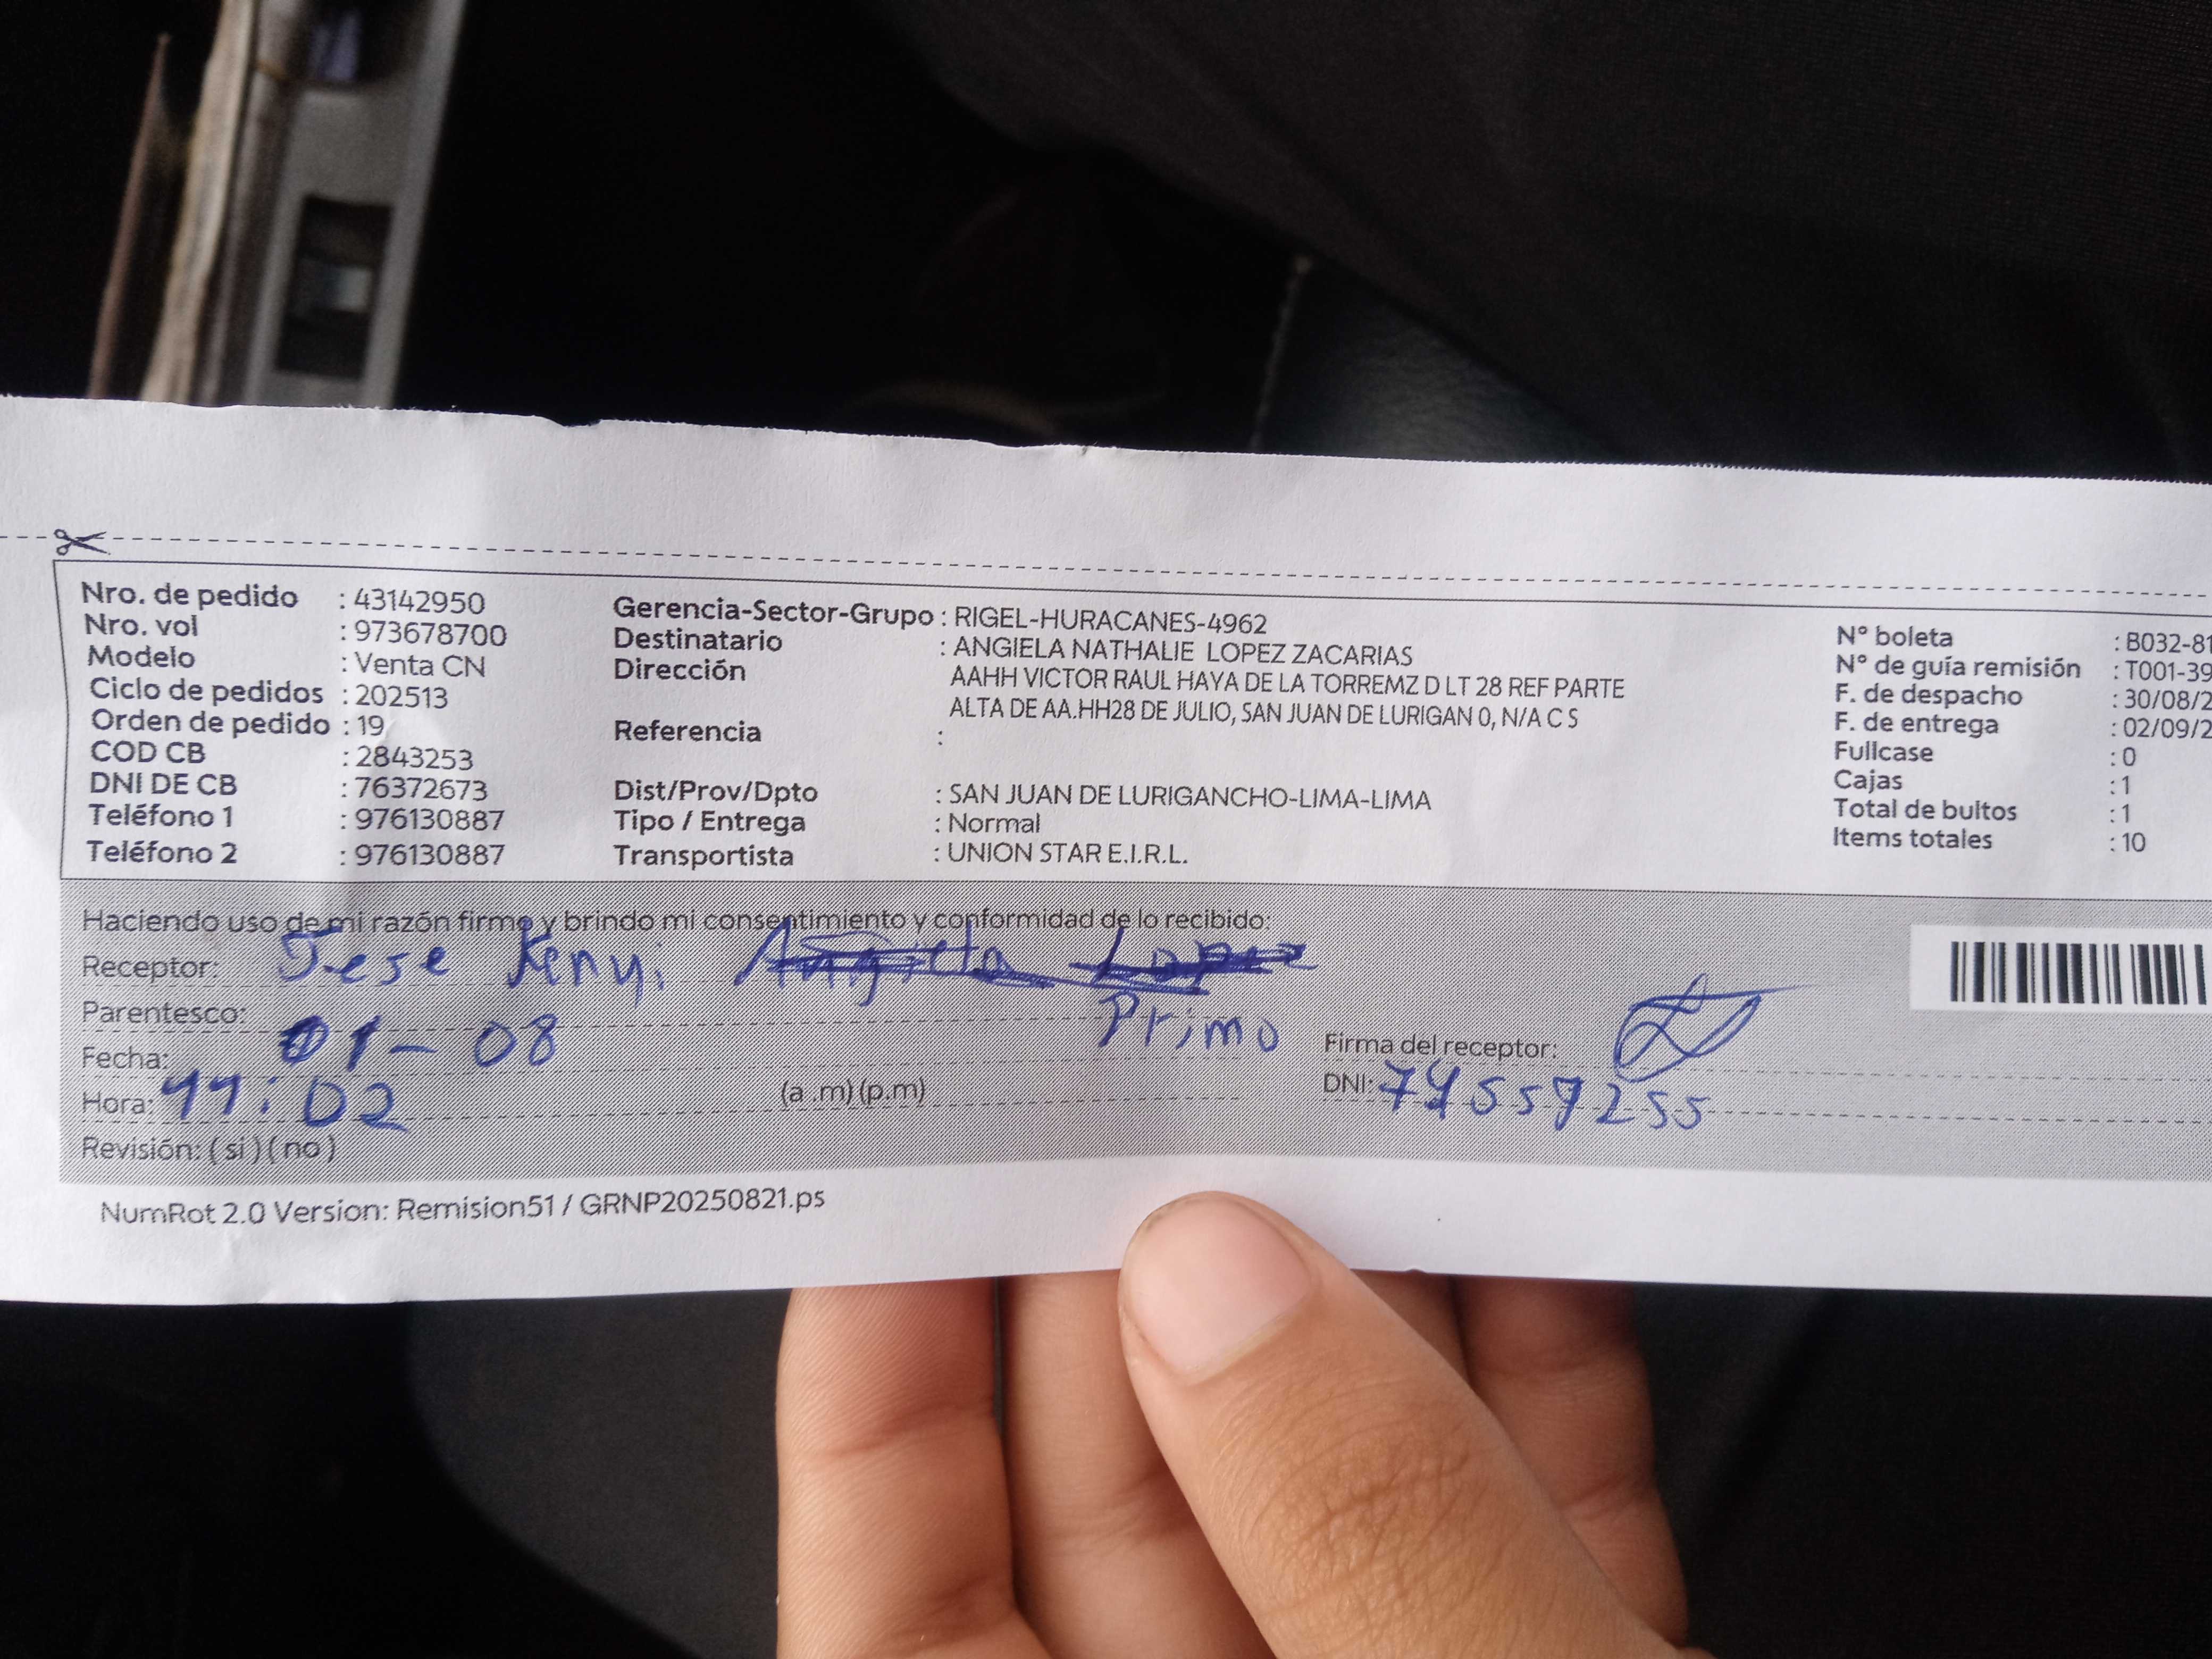 Nro. de pedido : 43142950
Nro. vol : 973678700
Modelo : Venta CN
Ciclo de pedidos : 202513
Orden de pedido : 19
COD CB : 2843253
DNI DE CB : 76372673
Teléfono 1 : 976130887
Teléfono 2 : 976130887
Gerencia-Sector-Grupo : RIGEL-HURACANES-4962
Destinatario : ANGIELA NATHALIE LOPEZ ZACARIAS
Dirección AAHH VICTOR RAUL HAYA DE LA TORREMZ D LT 28 REF PARTE
ALTA DE AA.HH28 DE JULIO, SAN JUAN DE LURIGAN 0, N/A C S
Referencia :
Dist/Prov/Dpto : SAN JUAN DE LURIGANCHO-LIMA-LIMA
Tipo / Entrega : Normal
Transportista : UNION STAR E.I.R.L.
N° boleta : B032-81
N° de guía remisión : T001-39
F. de despacho : 30/08/2
F. de entrega : 02/09/2
Fullcase : 0
Cajas : 1
Total de bultos : 1
Items totales : 10
Haciendo uso de mi razón firmo y brindo mi consentimiento y conformidad de lo recibido:
Receptor: Jese Kenyi Angiela Lopez
Parentesco: Primo
Fecha: 01-08
Firma del receptor:
Hora: 11:02 (a .m) (p.m)
DNI: 74559255
Revisión: ( si ) ( no )
NumRot 2.0 Version: Remision51 / GRNP20250821.ps